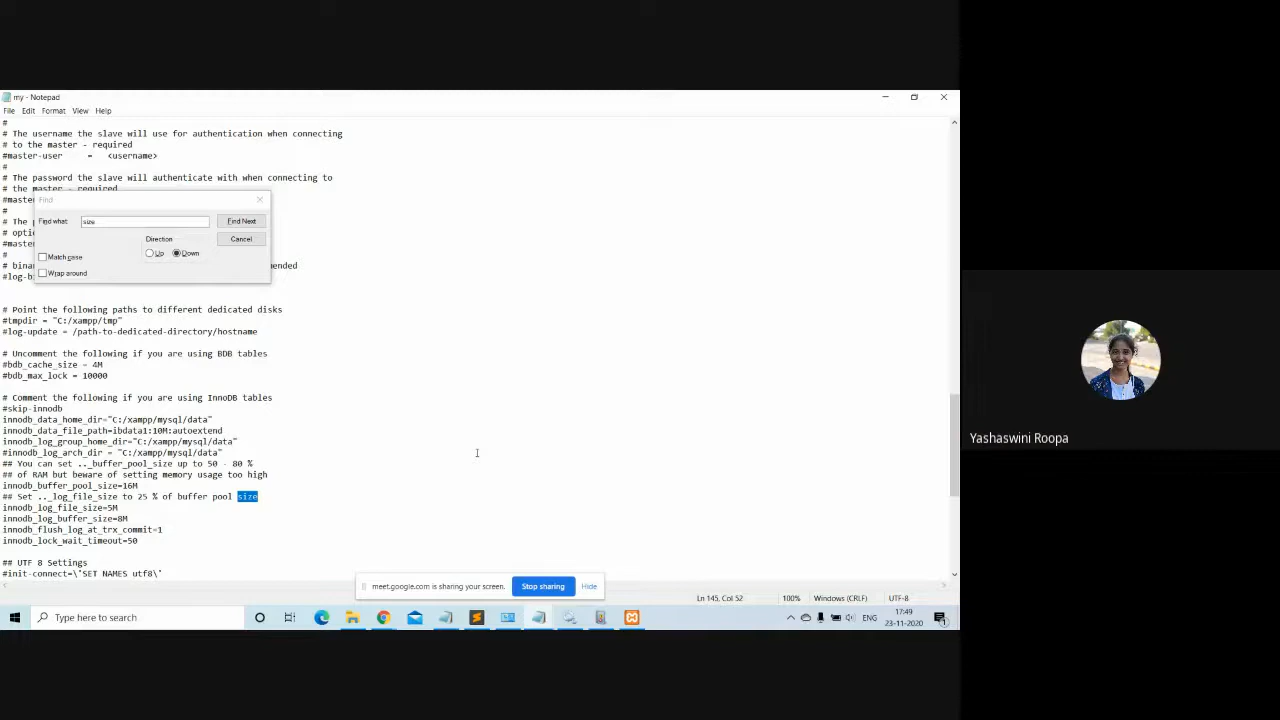 my - Notepad
File Edit Format View Help
#
# The username the slave will use for authentication when connecting
# to the master - required
#master-user = <username>
#
# The password the slave will authenticate with when connecting to
# the master - required
#master
#
# The p
# optio
#master
#
# binar
#log-b
ended
Find
Find what: size
Find Next
Cancel
Direction
Up Down
Match case
Wrap around
# Point the following paths to different dedicated disks
#tmpdir = "C:/xampp/tmp"
#log-update = /path-to-dedicated-directory/hostname
# Uncomment the following if you are using BDB tables
#bdb_cache_size = 4M
#bdb_max_lock = 10000
# Comment the following if you are using InnoDB tables
#skip-innodb
innodb_data_home_dir="C:/xampp/mysql/data"
innodb_data_file_path=ibdata1:10M:autoextend
innodb_log_group_home_dir="C:/xampp/mysql/data"
#innodb_log_arch_dir = "C:/xampp/mysql/data"
## You can set .._buffer_pool_size up to 50 - 80 %
## of RAM but beware of setting memory usage too high
innodb_buffer_pool_size=16M
## Set .._log_file_size to 25 % of buffer pool size
innodb_log_file_size=5M
innodb_log_buffer_size=8M
innodb_flush_log_at_trx_commit=1
innodb_lock_wait_timeout=50
## UTF 8 Settings
#init-connect=\'SET NAMES utf8\'
meet.google.com is sharing your screen. Stop sharing Hide
Ln 145, Col 52 100% Windows (CRLF) UTF-8
Type here to search
ENG
17:49
23-11-2020
Yashaswini Roopa